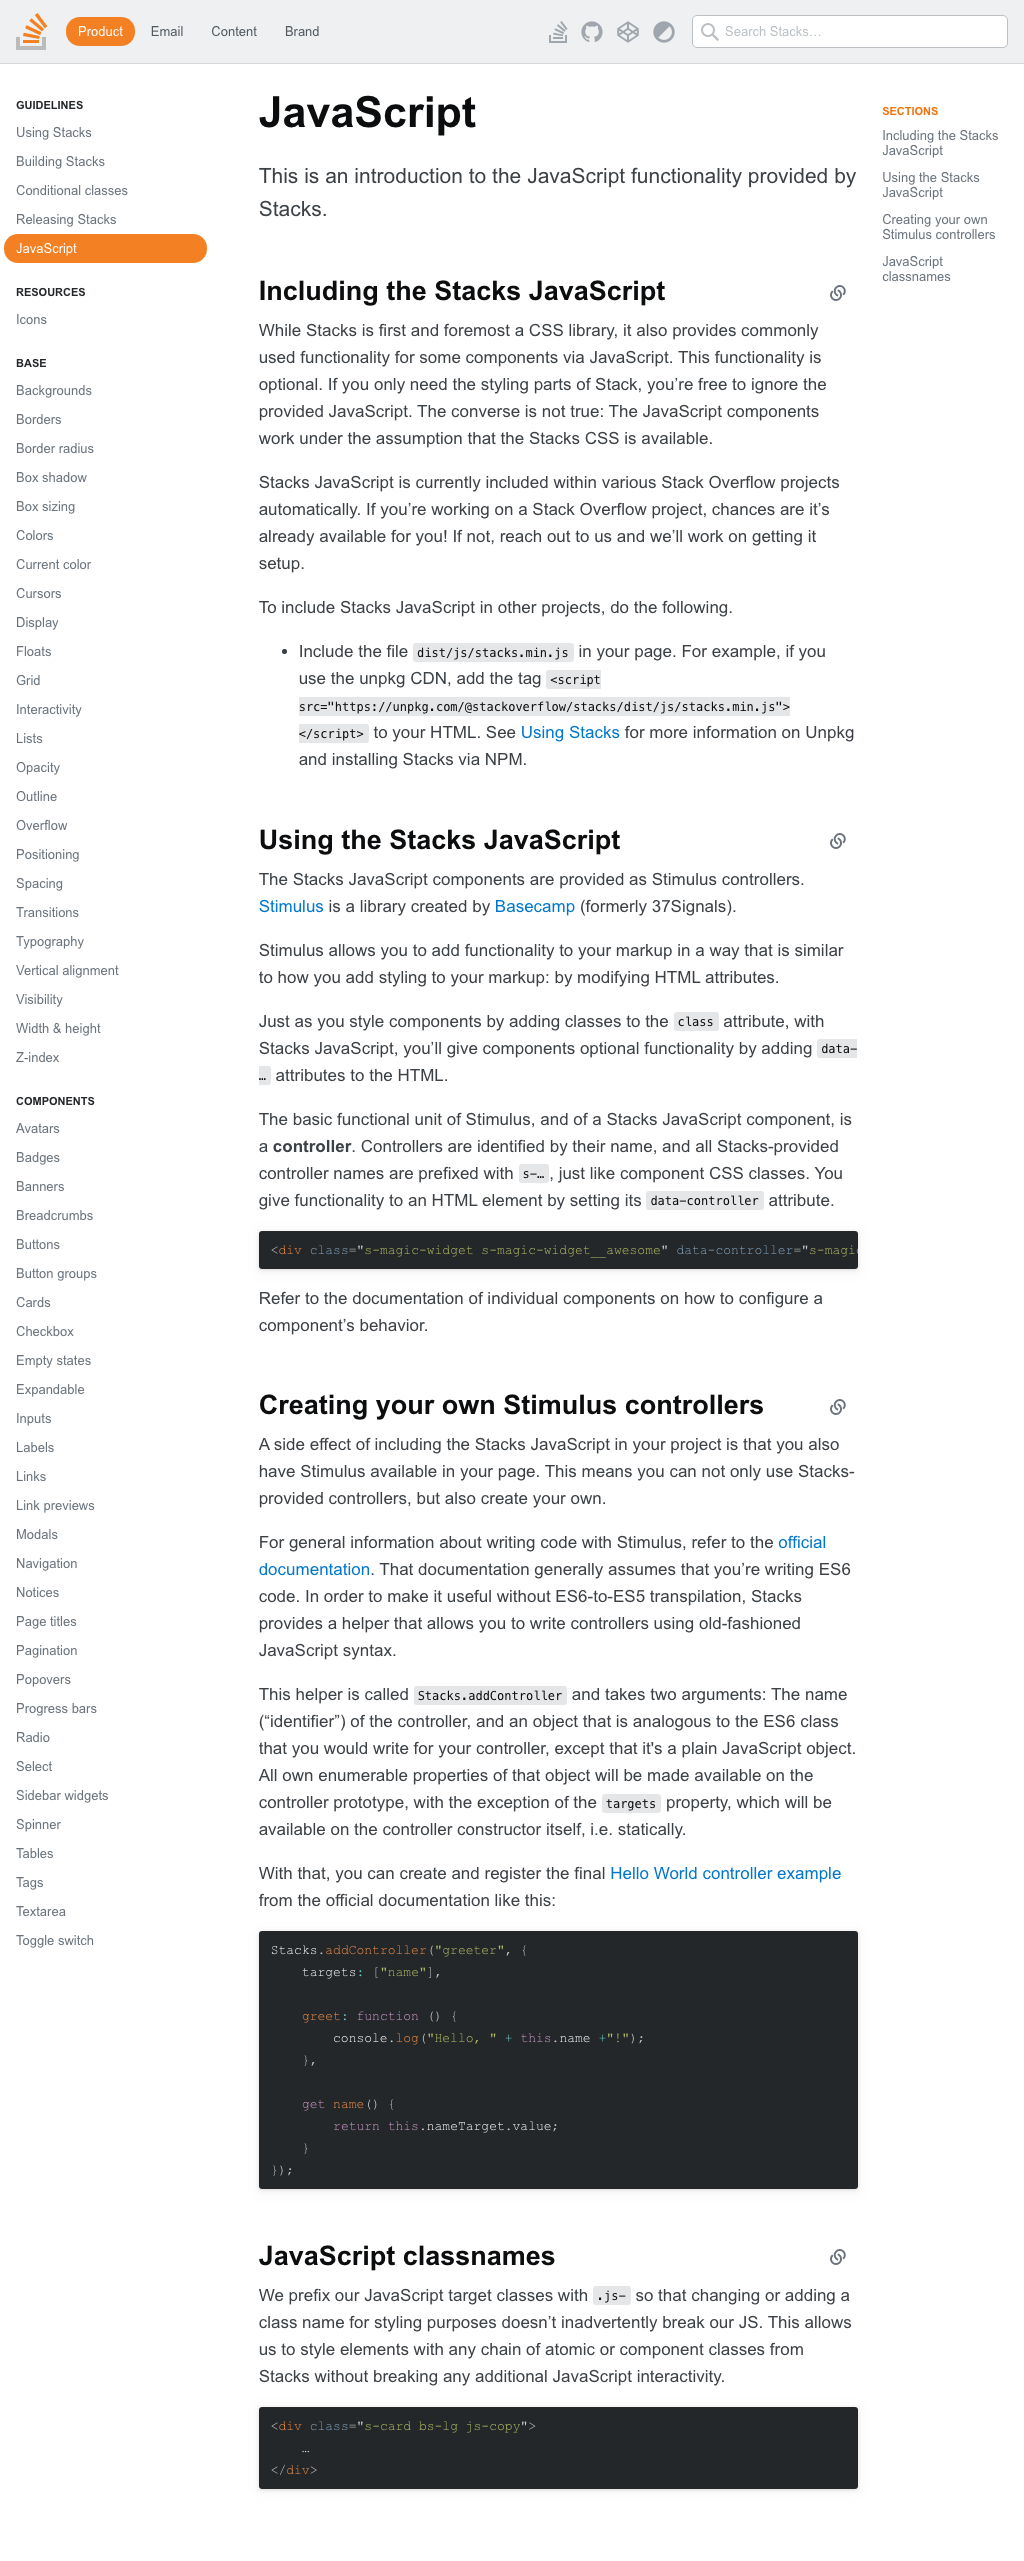 Product
Email
Content
Brand
Search Stacks…
GUIDELINES
Using Stacks
Building Stacks
Conditional classes
Releasing Stacks
JavaScript
RESOURCES
Icons
BASE
Backgrounds
Borders
Border radius
Box shadow
Box sizing
Colors
Current color
Cursors
Display
Floats
Grid
Interactivity
Lists
Opacity
Outline
Overflow
Positioning
Spacing
Transitions
Typography
Vertical alignment
Visibility
Width & height
Z-index
COMPONENTS
Avatars
Badges
Banners
Breadcrumbs
Buttons
Button groups
Cards
Checkbox
Empty states
Expandable
Inputs
Labels
Links
Link previews
Modals
Navigation
Notices
Page titles
Pagination
Popovers
Progress bars
Radio
Select
Sidebar widgets
Spinner
Tables
Tags
Textarea
Toggle switch
JavaScript
This is an introduction to the JavaScript functionality provided by
Stacks.
Including the Stacks JavaScript
While Stacks is first and foremost a CSS library, it also provides commonly
used functionality for some components via JavaScript. This functionality is
optional. If you only need the styling parts of Stack, you’re free to ignore the
provided JavaScript. The converse is not true: The JavaScript components
work under the assumption that the Stacks CSS is available.
Stacks JavaScript is currently included within various Stack Overflow projects
automatically. If you’re working on a Stack Overflow project, chances are it’s
already available for you! If not, reach out to us and we’ll work on getting it
setup.
To include Stacks JavaScript in other projects, do the following.
• Include the file dist/js/stacks.min.js in your page. For example, if you
use the unpkg CDN, add the tag <script
src="https://unpkg.com/@stackoverflow/stacks/dist/js/stacks.min.js">
</script> to your HTML. See Using Stacks for more information on Unpkg
and installing Stacks via NPM.
Using the Stacks JavaScript
The Stacks JavaScript components are provided as Stimulus controllers.
Stimulus is a library created by Basecamp (formerly 37Signals).
Stimulus allows you to add functionality to your markup in a way that is similar
to how you add styling to your markup: by modifying HTML attributes.
Just as you style components by adding classes to the class attribute, with
Stacks JavaScript, you’ll give components optional functionality by adding data-
… attributes to the HTML.
The basic functional unit of Stimulus, and of a Stacks JavaScript component, is
a controller. Controllers are identified by their name, and all Stacks-provided
controller names are prefixed with s-…, just like component CSS classes. You
give functionality to an HTML element by setting its data-controller attribute.
<div class="s-magic-widget s-magic-widget__awesome" data-controller="s-magi
Refer to the documentation of individual components on how to configure a
component’s behavior.
Creating your own Stimulus controllers
A side effect of including the Stacks JavaScript in your project is that you also
have Stimulus available in your page. This means you can not only use Stacks-
provided controllers, but also create your own.
For general information about writing code with Stimulus, refer to the official
documentation. That documentation generally assumes that you’re writing ES6
code. In order to make it useful without ES6-to-ES5 transpilation, Stacks
provides a helper that allows you to write controllers using old-fashioned
JavaScript syntax.
This helper is called Stacks.addController and takes two arguments: The name
(“identifier”) of the controller, and an object that is analogous to the ES6 class
that you would write for your controller, except that it's a plain JavaScript object.
All own enumerable properties of that object will be made available on the
controller prototype, with the exception of the targets property, which will be
available on the controller constructor itself, i.e. statically.
With that, you can create and register the final Hello World controller example
from the official documentation like this:
Stacks.addController("greeter", {
targets: ["name"],
greet: function () {
console.log("Hello, " + this.name +"!");
},
get name() {
return this.nameTarget.value;
}
});
JavaScript classnames
We prefix our JavaScript target classes with .js- so that changing or adding a
class name for styling purposes doesn’t inadvertently break our JS. This allows
us to style elements with any chain of atomic or component classes from
Stacks without breaking any additional JavaScript interactivity.
<div class="s-card bs-lg js-copy">
…
</div>
SECTIONS
Including the Stacks
JavaScript
Using the Stacks
JavaScript
Creating your own
Stimulus controllers
JavaScript
classnames